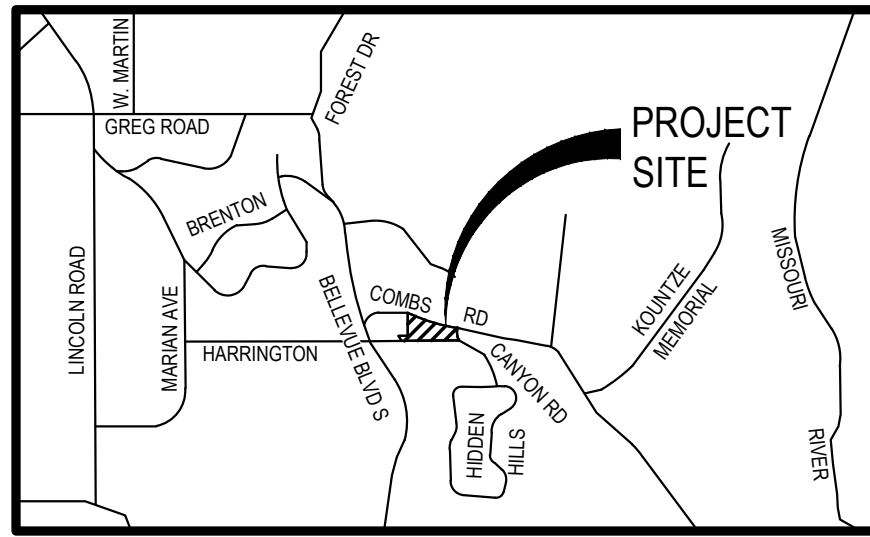 W. MARTIN
FOREST DR
GREG ROAD
PROJECT
SITE
BRENTON
LINCOLN ROAD
MARIAN AVE
BELLEVUE BLVD S
COMBS RD
HARRINGTON
CANYON RD
HIDDEN
HILLS
KOUNTZE
MEMORIAL
MISSOURI
RIVER